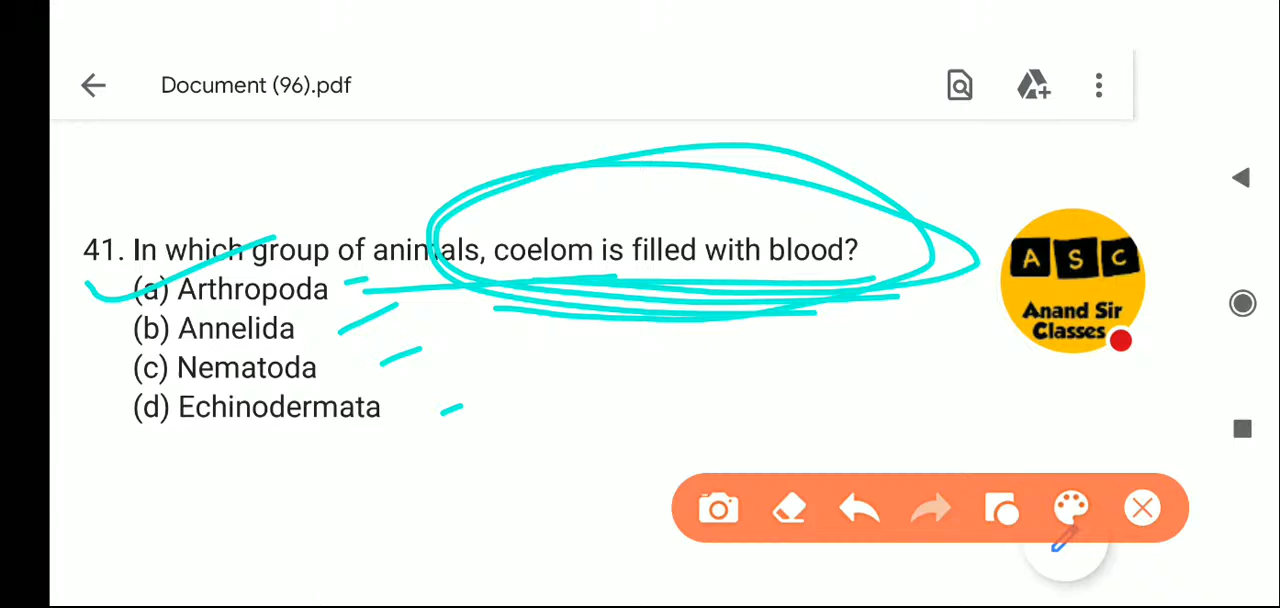 Document (96).pdf
41. In which group of animals, coelom is filled with blood?
(a) Arthropoda
(b) Annelida
(c) Nematoda
(d) Echinodermata
A S C
Anand Sir
Classes